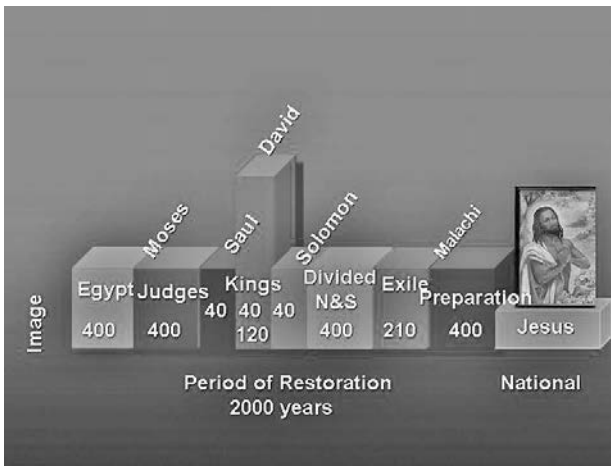 David
Moses
Saul
Solomon
Malachi
Egypt
Judges
Kings
Divided
N&S
Exile
Preparation
400
400
40
40
40
120
400
210
400
Jesus
Image
Period of Restoration
2000 years
National